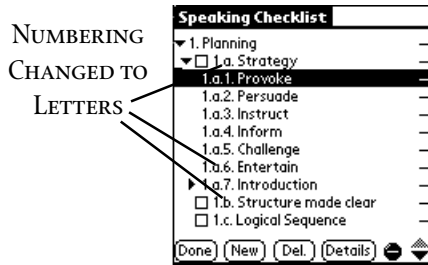 NUMBERING
CHANGED TO
LETTERS
Speaking Checklist
1. Planning
1.a. Strategy
1.a.1. Provoke
1.a.2. Persuade
1.a.3. Instruct
1.a.4. Inform
1.a.5. Challenge
1.a.6. Entertain
1.a.7. Introduction
1.b. Structure made clear
1.c. Logical Sequence
Done New Del. Details